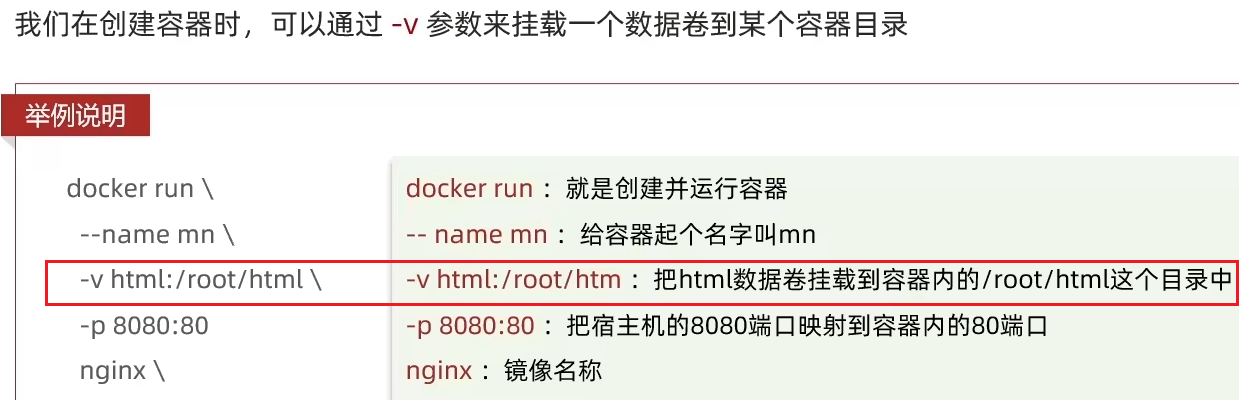 我们在创建容器时，可以通过 -v 参数来挂载一个数据卷到某个容器目录
举例说明
docker run \
docker run ：就是创建并运行容器
--name mn \
-- name mn ：给容器起个名字叫mn
-v html:/root/html \
-v html:/root/htm ：把html数据卷挂载到容器内的/root/html这个目录中
-p 8080:80
-p 8080:80 ：把宿主机的8080端口映射到容器内的80端口
nginx \
nginx ：镜像名称